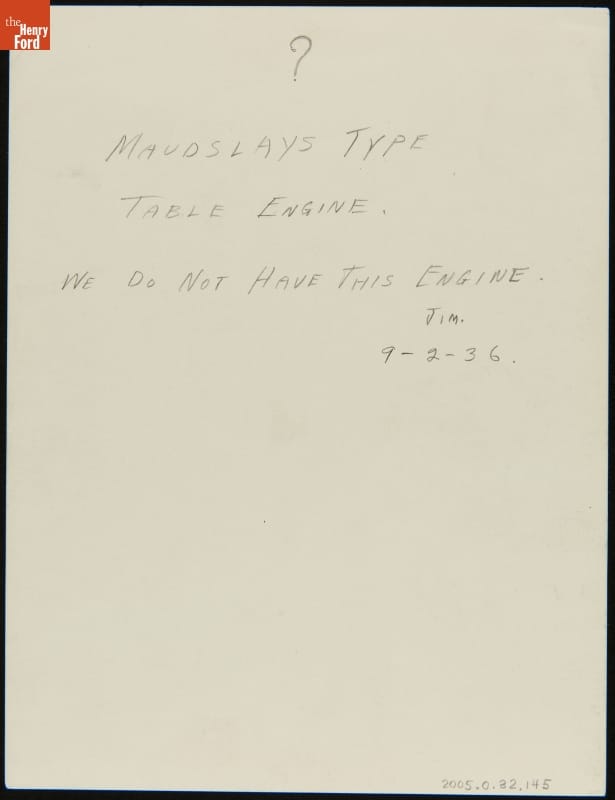 the
Henry
Ford
?
MAUDSLAYS TYPE
TABLE ENGINE.
WE DO NOT HAVE THIS ENGINE.
JIM.
9-2-36.
2005.0.32.145